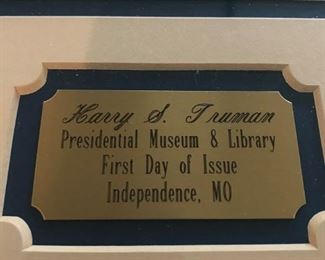 Harry S. Truman
Presidential Museum & Library
First Day of Issue
Independence, MO